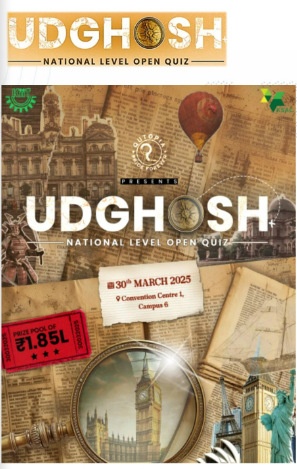 UDGHOSH
NATIONAL LEVEL OPEN QUIZ
QUTOPIA
PRESENTS
UDGHOSH
NATIONAL LEVEL OPEN QUIZ
30th MARCH 2025
Convention Centre 1,
Campus 6
PRIZE POOL OF
₹1.85L